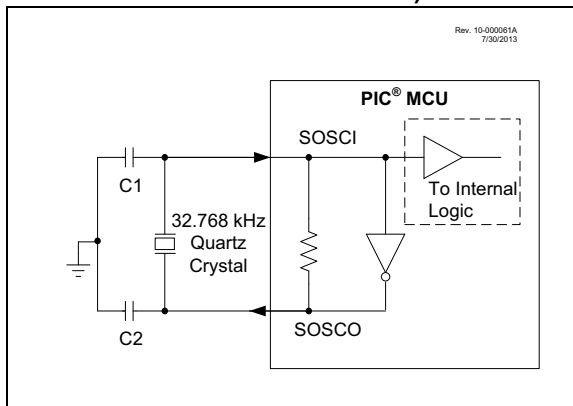 Rev. 10-000061A
7/30/2013
PIC® MCU
SOSCI
C1
To Internal
Logic
32.768 kHz
Quartz
Crystal
SOSCO
C2